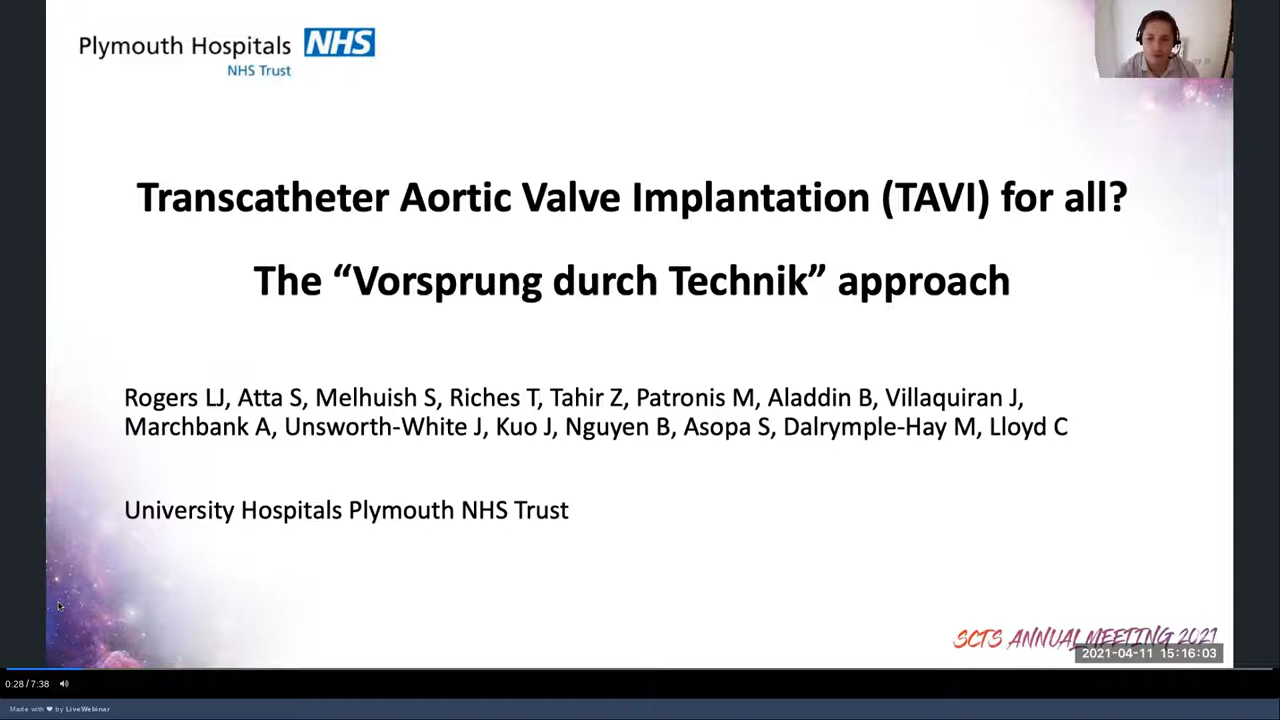 Plymouth Hospitals NHS
NHS Trust
Transcatheter Aortic Valve Implantation (TAVI) for all?
The “Vorsprung durch Technik” approach
Rogers LJ, Atta S, Melhuish S, Riches T, Tahir Z, Patronis M, Aladdin B, Villaquiran J,
Marchbank A, Unsworth-White J, Kuo J, Nguyen B, Asopa S, Dalrymple-Hay M, Lloyd C
University Hospitals Plymouth NHS Trust
SCTS ANNUAL MEETING 2021
2021-04-11 15:16:03
0:28 / 7:38
Made with ❤ by LiveWebinar